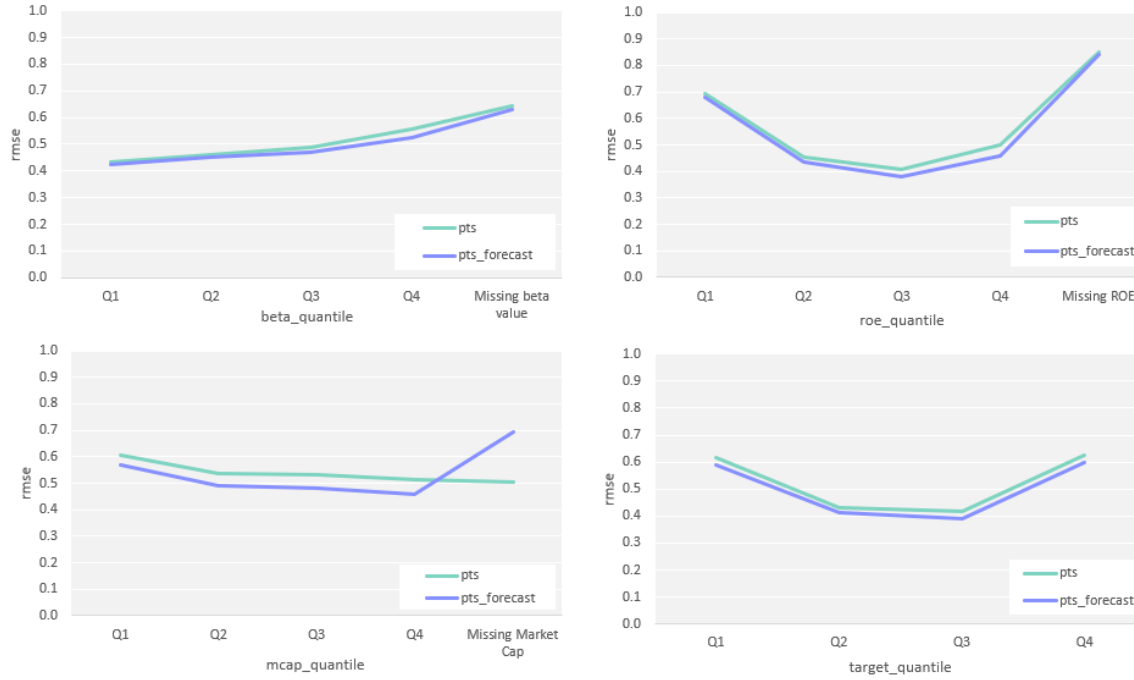 1.0
0.9
0.8
0.7
0.6
0.5
0.4
0.3
0.2
0.1
0.0
rmse
pts
pts_forecast
Q1 Q2 Q3 Q4 Missing beta
value
beta_quantile
1.0
0.9
0.8
0.7
0.6
0.5
0.4
0.3
0.2
0.1
0.0
rmse
pts
pts_forecast
Q1 Q2 Q3 Q4 Missing ROE
roe_quantile
1.0
0.9
0.8
0.7
0.6
0.5
0.4
0.3
0.2
0.1
0.0
rmse
pts
pts_forecast
Q1 Q2 Q3 Q4 Missing Market
Cap
mcap_quantile
1.0
0.9
0.8
0.7
0.6
0.5
0.4
0.3
0.2
0.1
0.0
rmse
pts
pts_forecast
Q1 Q2 Q3 Q4
target_quantile